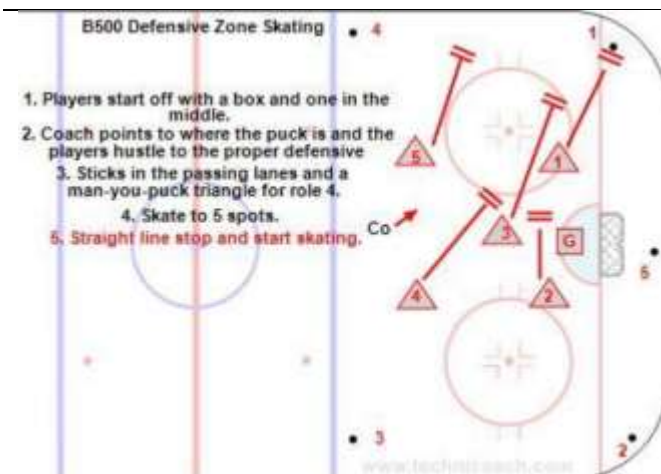 B500 Defensive Zone Skating
4
1
1. Players start off with a box and one in the
middle.
2. Coach points to where the puck is and the
players hustle to the proper defensive
3. Sticks in the passing lanes and a
man-you-puck triangle for role 4.
4. Skate to 5 spots.
5. Straight line stop and start skating.
Co
5
1
3
G
4
2
5
3
2
www.technicoach.com